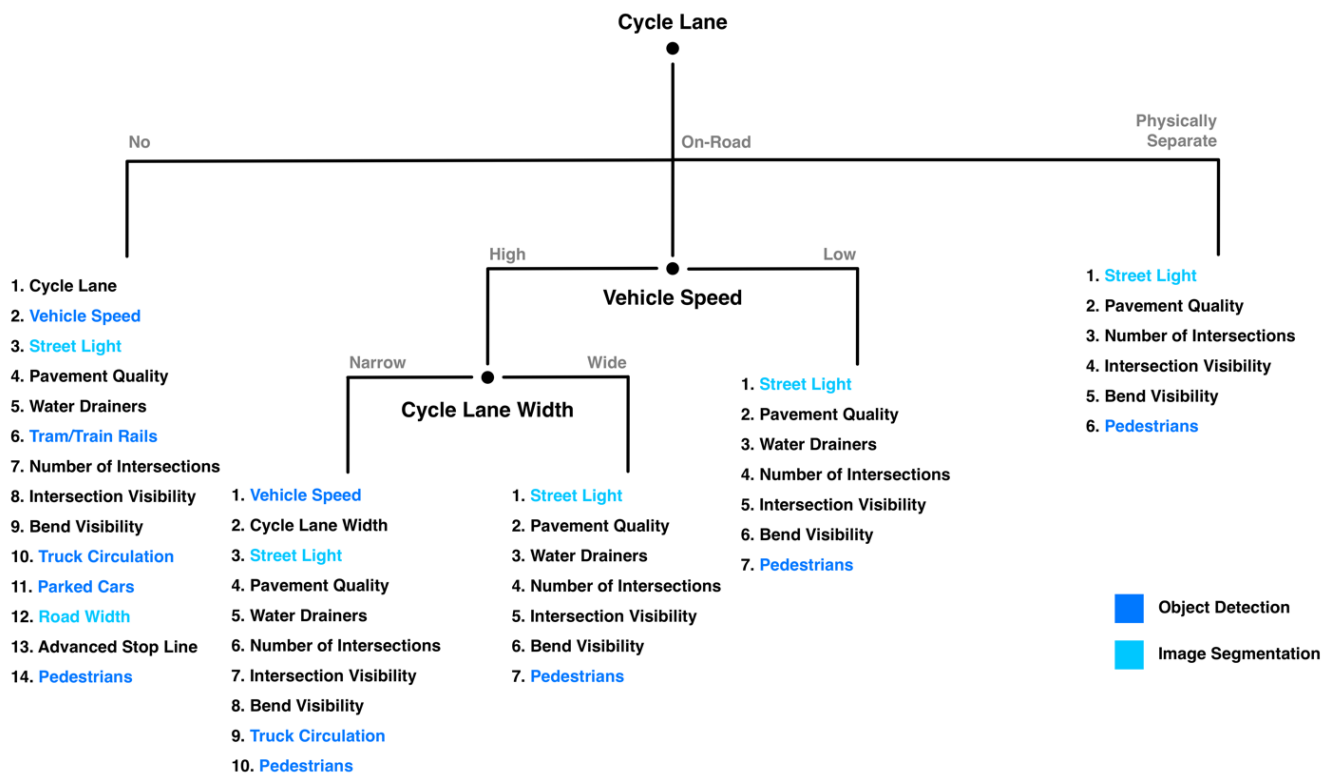 Cycle Lane
No
On-Road
Physically
Separate
High
Low
Vehicle Speed
Narrow
Wide
Cycle Lane Width
1. Cycle Lane
2. Vehicle Speed
3. Street Light
4. Pavement Quality
5. Water Drainers
6. Tram/Train Rails
7. Number of Intersections
8. Intersection Visibility
9. Bend Visibility
10. Truck Circulation
11. Parked Cars
12. Road Width
13. Advanced Stop Line
14. Pedestrians
1. Vehicle Speed
2. Cycle Lane Width
3. Street Light
4. Pavement Quality
5. Water Drainers
6. Number of Intersections
7. Intersection Visibility
8. Bend Visibility
9. Truck Circulation
10. Pedestrians
1. Street Light
2. Pavement Quality
3. Water Drainers
4. Number of Intersections
5. Intersection Visibility
6. Bend Visibility
7. Pedestrians
1. Street Light
2. Pavement Quality
3. Water Drainers
4. Number of Intersections
5. Intersection Visibility
6. Bend Visibility
7. Pedestrians
1. Street Light
2. Pavement Quality
3. Number of Intersections
4. Intersection Visibility
5. Bend Visibility
6. Pedestrians
Object Detection
Image Segmentation